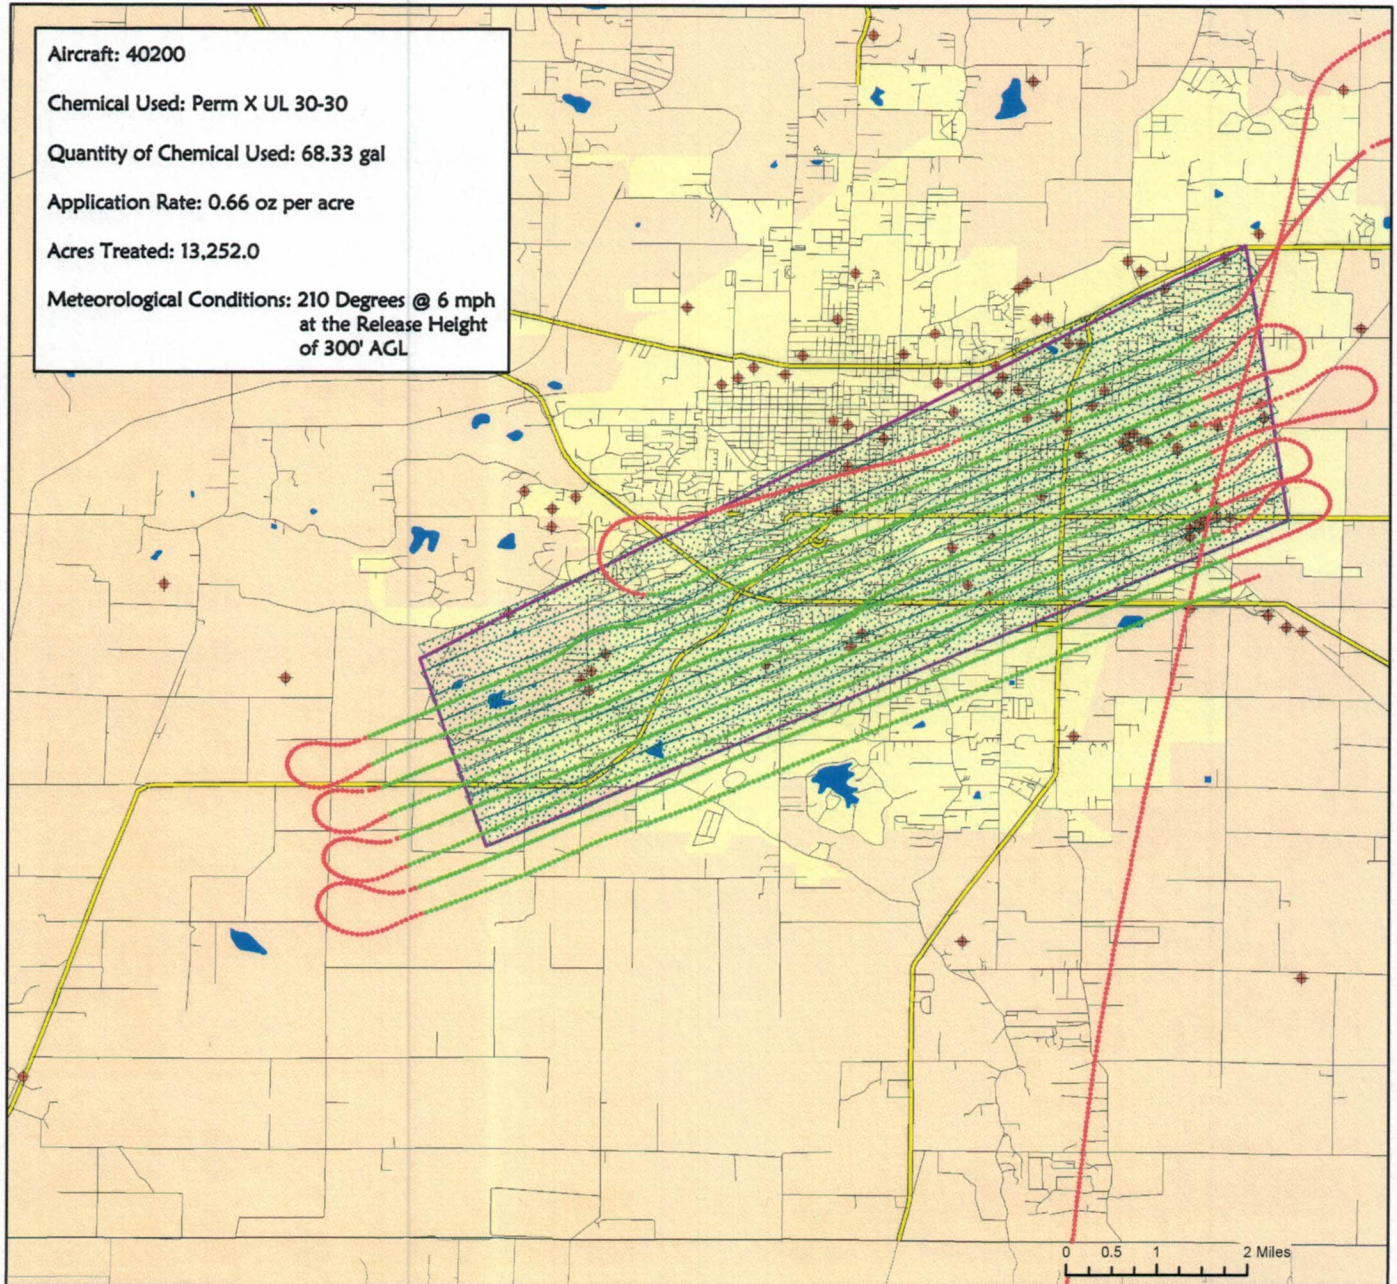 Aircraft: 40200
Chemical Used: Perm X UL 30-30
Quantity of Chemical Used: 68.33 gal
Application Rate: 0.66 oz per acre
Acres Treated: 13,252.0
Meteorological Conditions: 210 Degrees @ 6 mph
at the Release Height
of 300' AGL
0 0.5 1 2 Miles